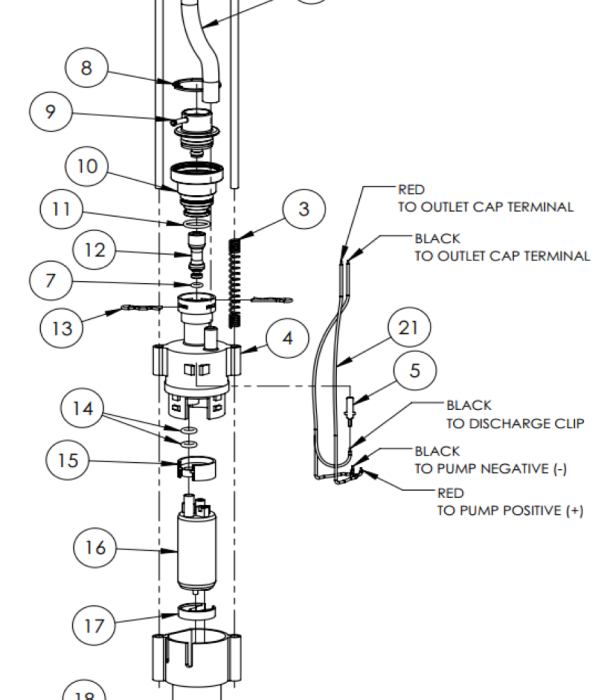 8
9
10
11
3
12
7
13
4
21
5
14
15
16
17
18
RED
TO OUTLET CAP TERMINAL
BLACK
TO OUTLET CAP TERMINAL
BLACK
TO DISCHARGE CLIP
BLACK
TO PUMP NEGATIVE (-)
RED
TO PUMP POSITIVE (+)